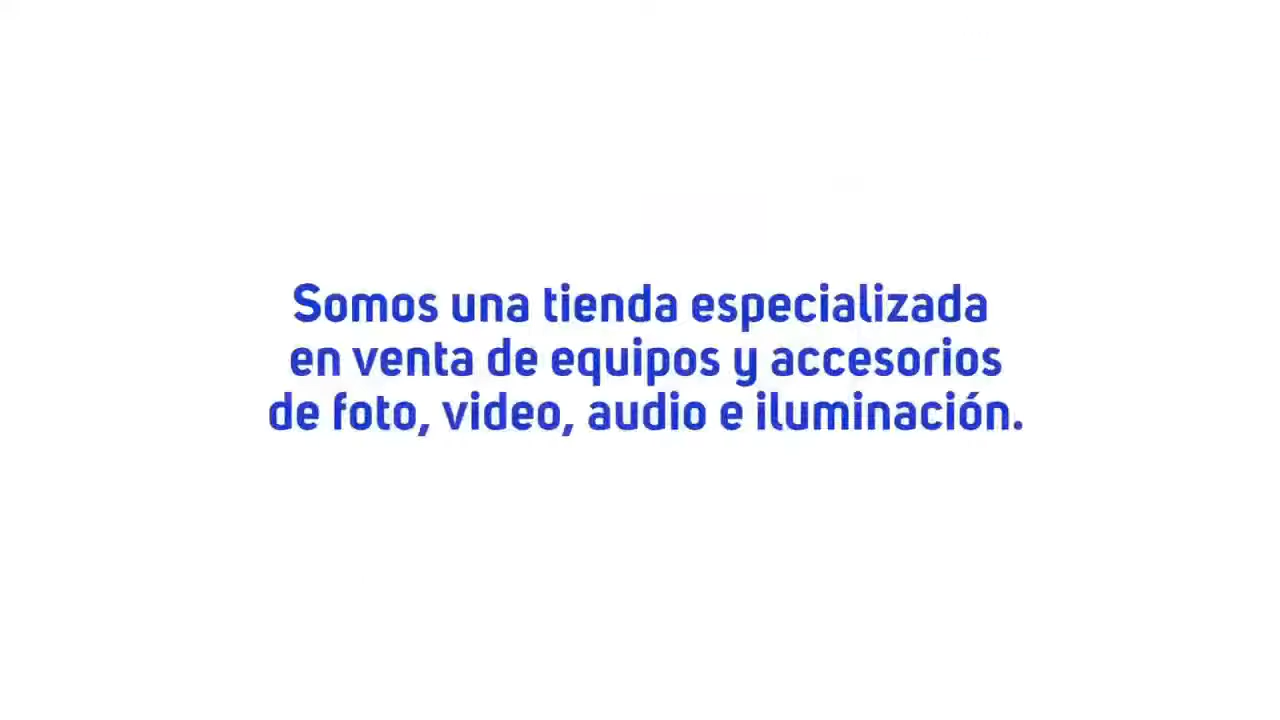 Somos una tienda especializada
en venta de equipos y accesorios
de foto, video, audio e iluminación.